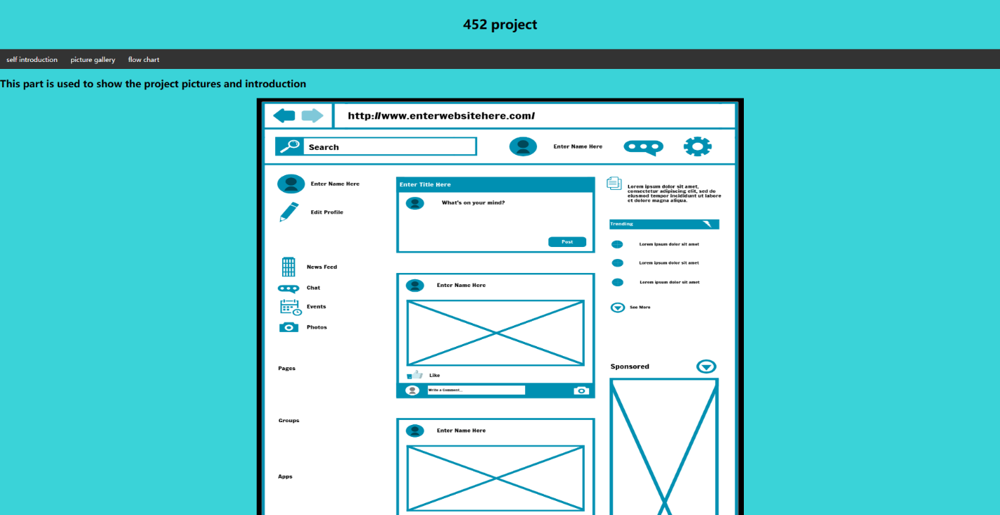 452 project
self introduction
picture gallery
flow chart
This part is used to show the project pictures and introduction
http://www.enterwebsitehere.com/
Search
Enter Name Here
Enter Name Here
Edit Profile
News Feed
Chat
Events
Photos
Pages
Groups
Apps
Enter Title Here
What's on your mind?
Post
Enter Name Here
Like
Write a Comment...
Enter Name Here
Lorem ipsum dolor sit amet,
consectetur adipiscing elit, sed do
eiusmod tempor incididunt ut labore
et dolore magna aliqua.
Trending
Lorem ipsum dolor sit amet
Lorem ipsum dolor sit amet
Lorem ipsum dolor sit amet
See More
Sponsored